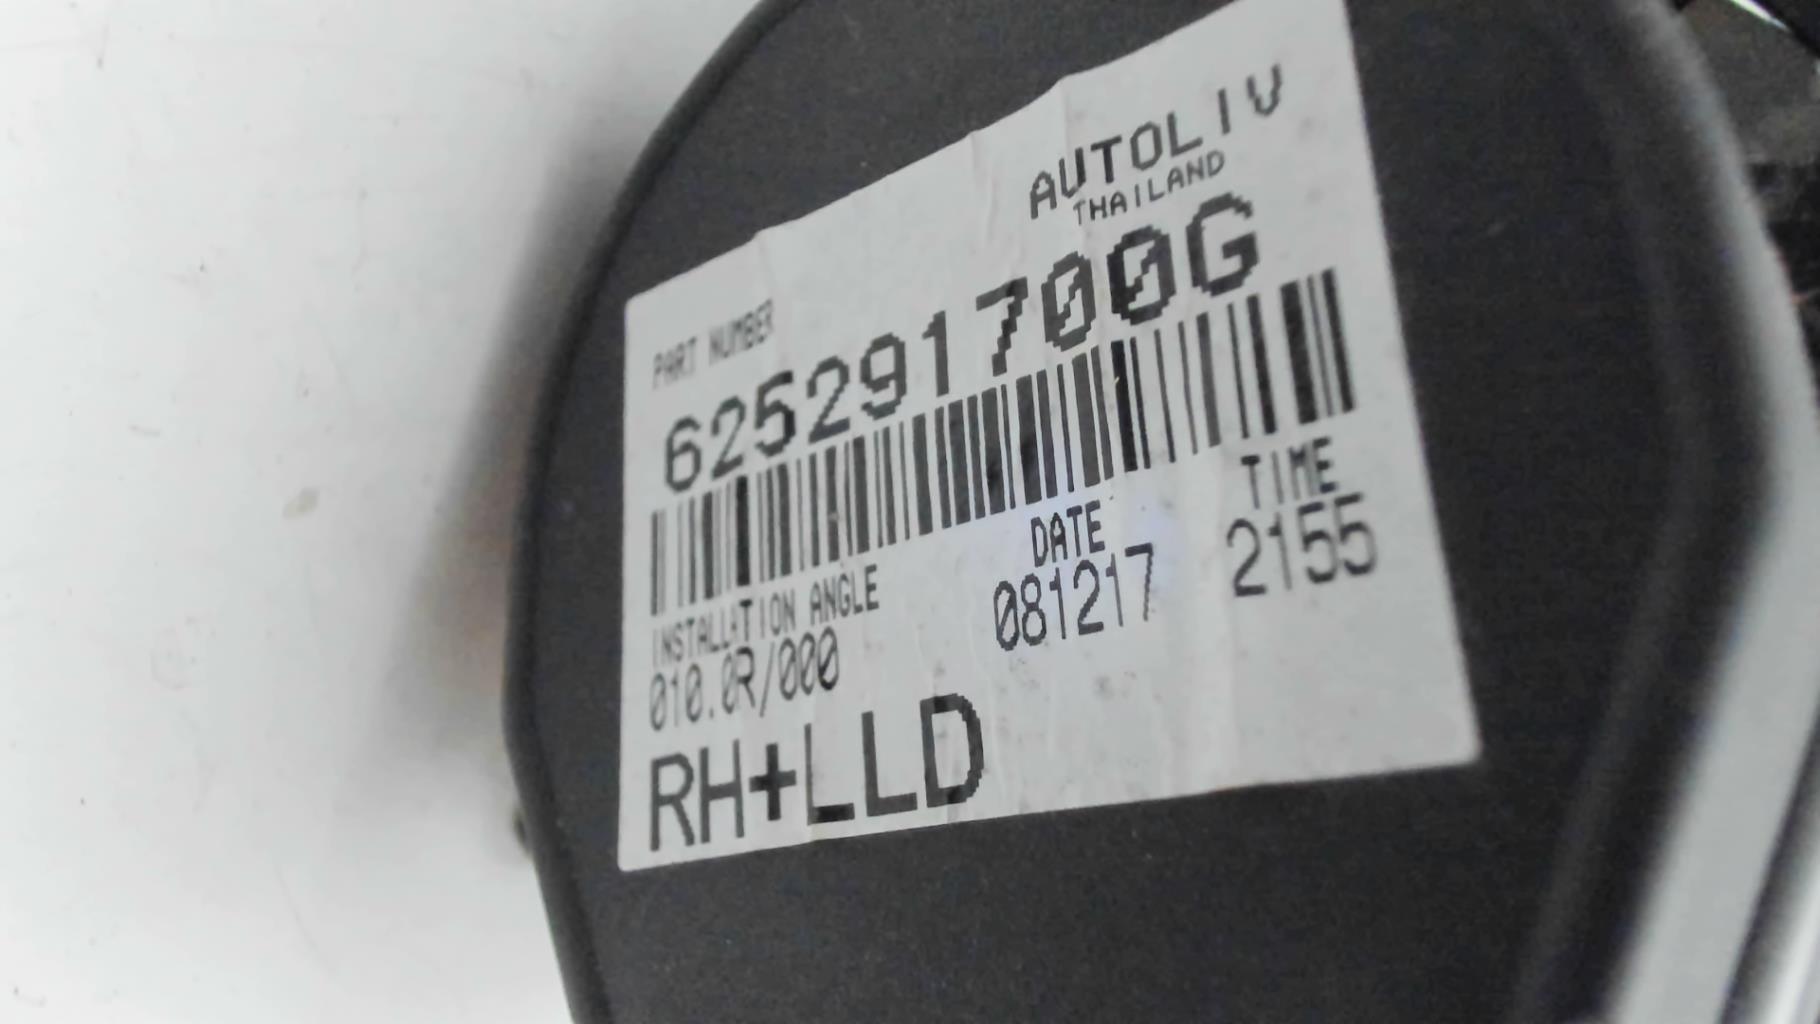 AUTOLIV
THAILAND
PART NUMBER
625291700G
DATE
TIME
081217
2155
INSTALLATION ANGLE
010.0R/000
RH+LLD